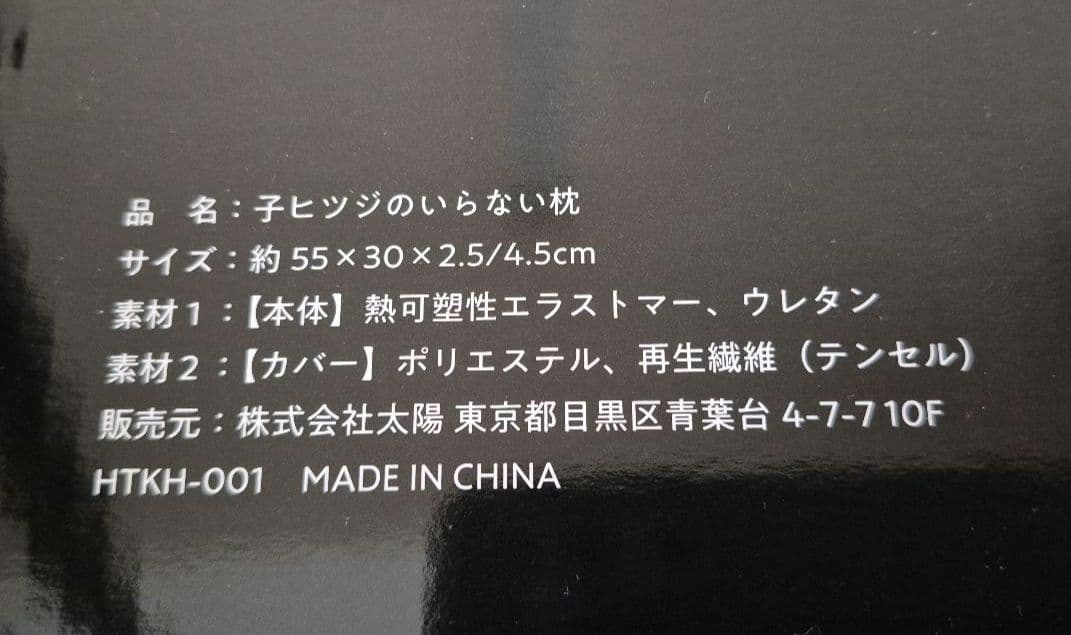 品　名：子ヒツジのいらない枕
サイズ：約 55×30×2.5/4.5cm
素材1：【本体】熱可塑性エラストマー、ウレタン
素材2：【カバー】ポリエステル、再生繊維（テンセル）
販売元：株式会社太陽 東京都目黒区青葉台 4-7-7 10F
HTKH-001　MADE IN CHINA